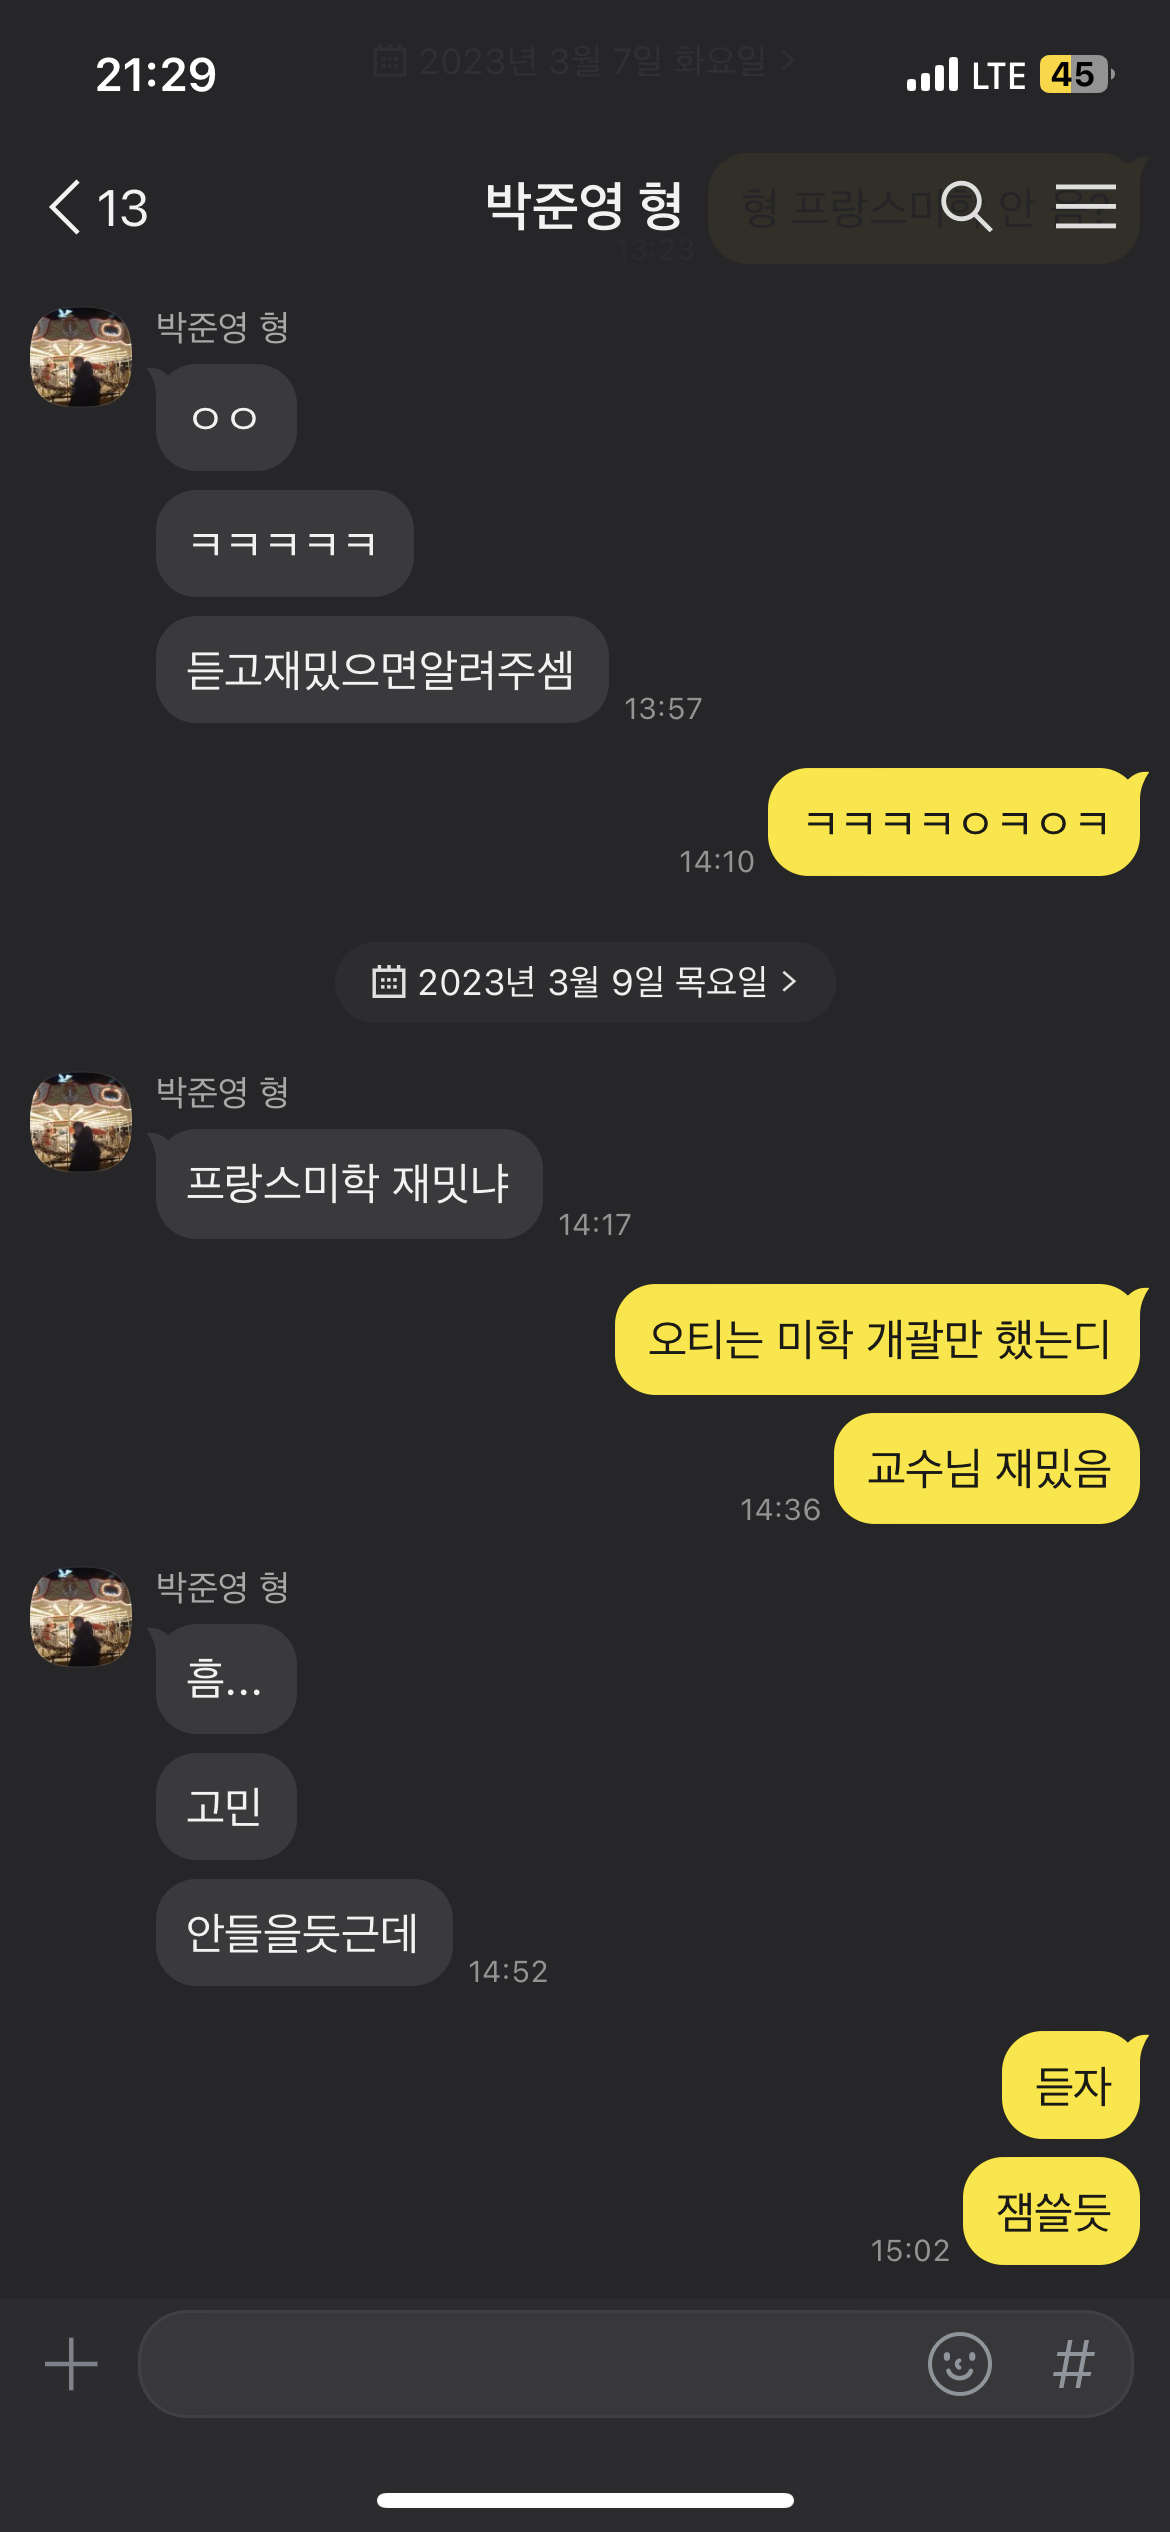 2023년 3월 7일 화요일 >
21:29
LTE 45
13
박준영 형
형 프랑스미학 안 음?
13:23
박준영 형
ㅇㅇ
ㅋㅋㅋㅋㅋ
듣고재밌으면알려주셈
13:57
ㅋㅋㅋㅋㅇㅋㅇㅋ
14:10
2023년 3월 9일 목요일 >
박준영 형
프랑스미학 재밋냐
14:17
오티는 미학 개괄만 했는디
교수님 재밌음
14:36
박준영 형
흠...
고민
안들을듯근데
14:52
듣자
잼쓸듯
15:02
#